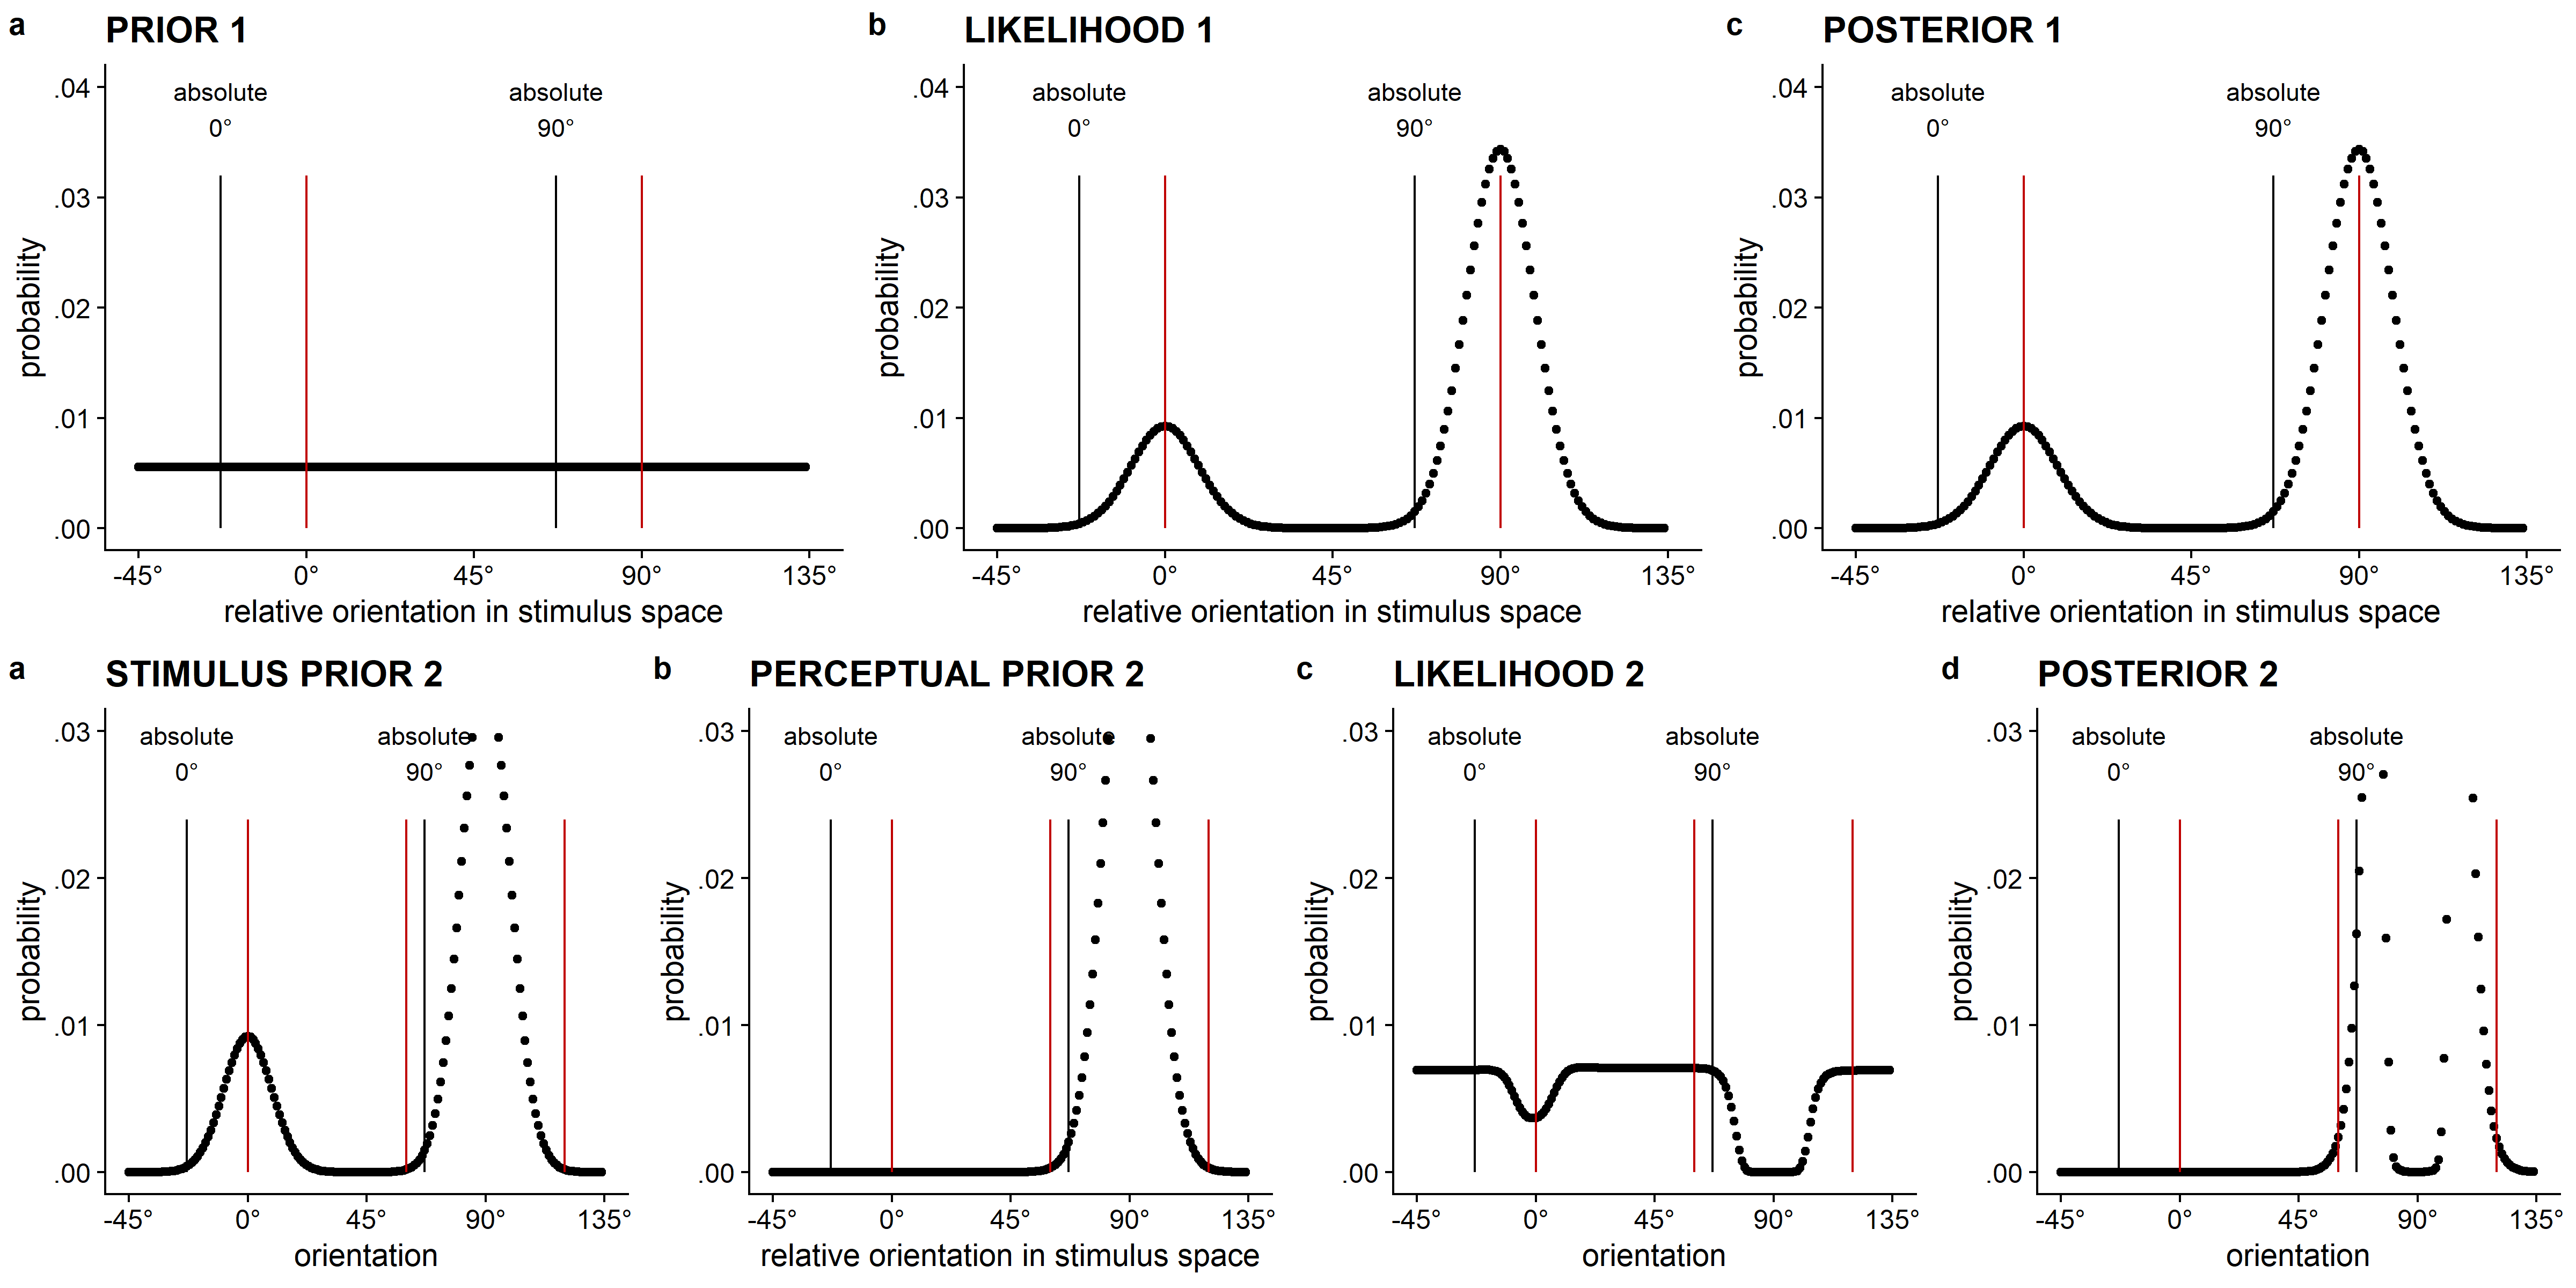 a PRIOR 1
.04
.03
.02
.01
.00
absolute
0°
absolute
90°
probability
-45° 0° 45° 90° 135°
relative orientation in stimulus space
b LIKELIHOOD 1
.04
.03
.02
.01
.00
absolute
0°
absolute
90°
probability
-45° 0° 45° 90° 135°
relative orientation in stimulus space
c POSTERIOR 1
.04
.03
.02
.01
.00
absolute
0°
absolute
90°
probability
-45° 0° 45° 90° 135°
relative orientation in stimulus space
a STIMULUS PRIOR 2
.03
.02
.01
.00
absolute
0°
absolute
90°
probability
-45° 0° 45° 90° 135°
orientation
b PERCEPTUAL PRIOR 2
.03
.02
.01
.00
absolute
0°
absolute
90°
probability
-45° 0° 45° 90° 135°
relative orientation in stimulus space
c LIKELIHOOD 2
.03
.02
.01
.00
absolute
0°
absolute
90°
probability
-45° 0° 45° 90° 135°
orientation
d POSTERIOR 2
.03
.02
.01
.00
absolute
0°
absolute
90°
probability
-45° 0° 45° 90° 135°
orientation